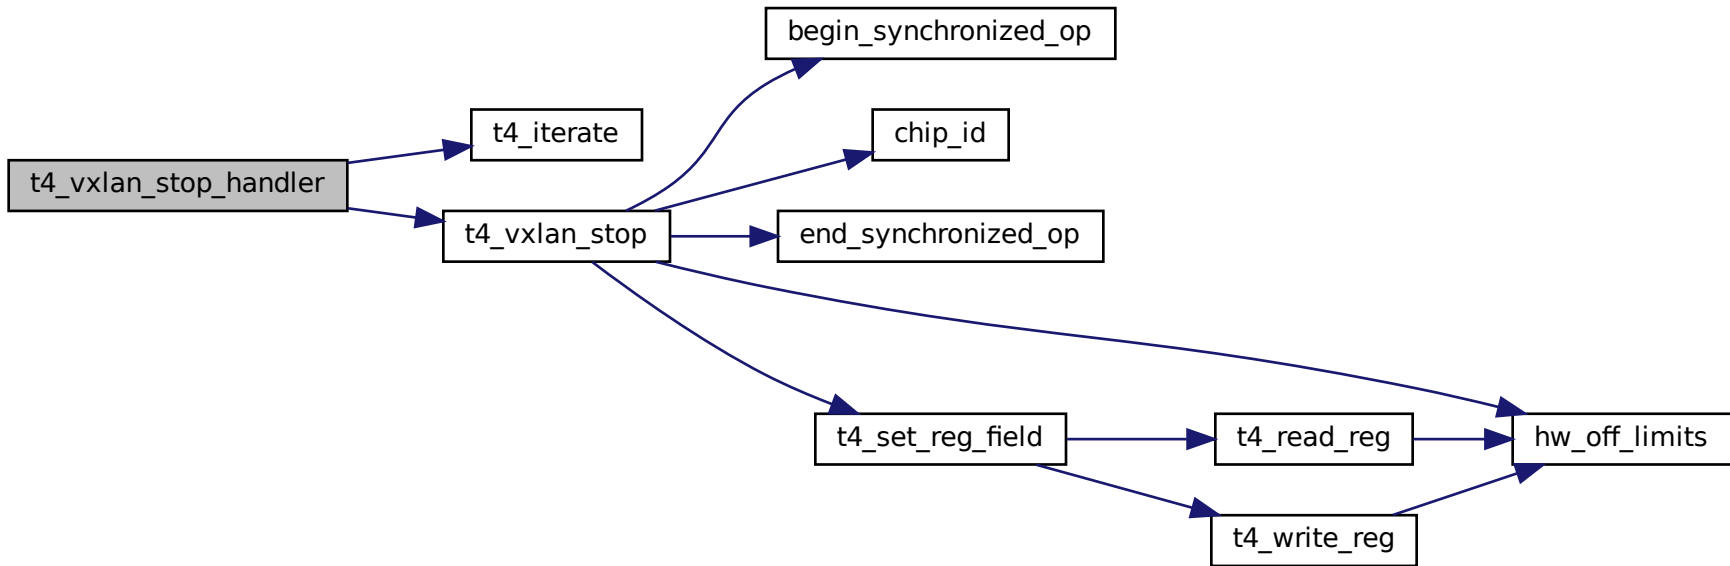 begin_synchronized_op
t4_iterate
chip_id
t4_vxlan_stop_handler
t4_vxlan_stop
end_synchronized_op
t4_set_reg_field
t4_read_reg
hw_off_limits
t4_write_reg